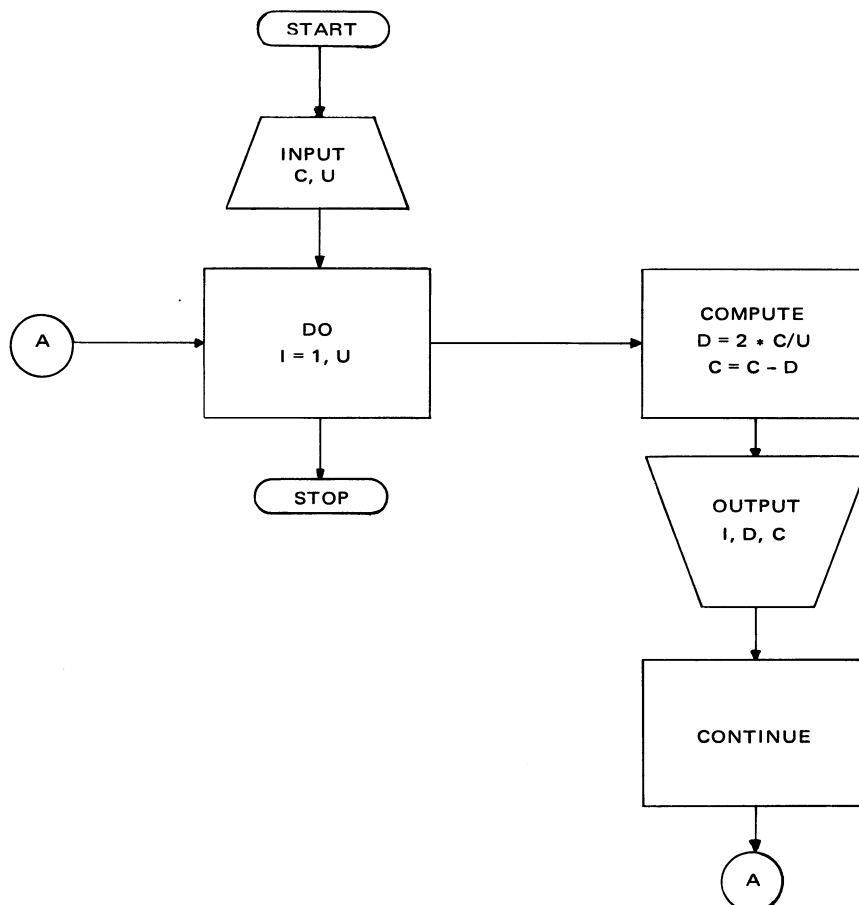 START
INPUT
C, U
A
DO
I = 1, U
COMPUTE
D = 2 * C/U
C = C – D
STOP
OUTPUT
I, D, C
CONTINUE
A